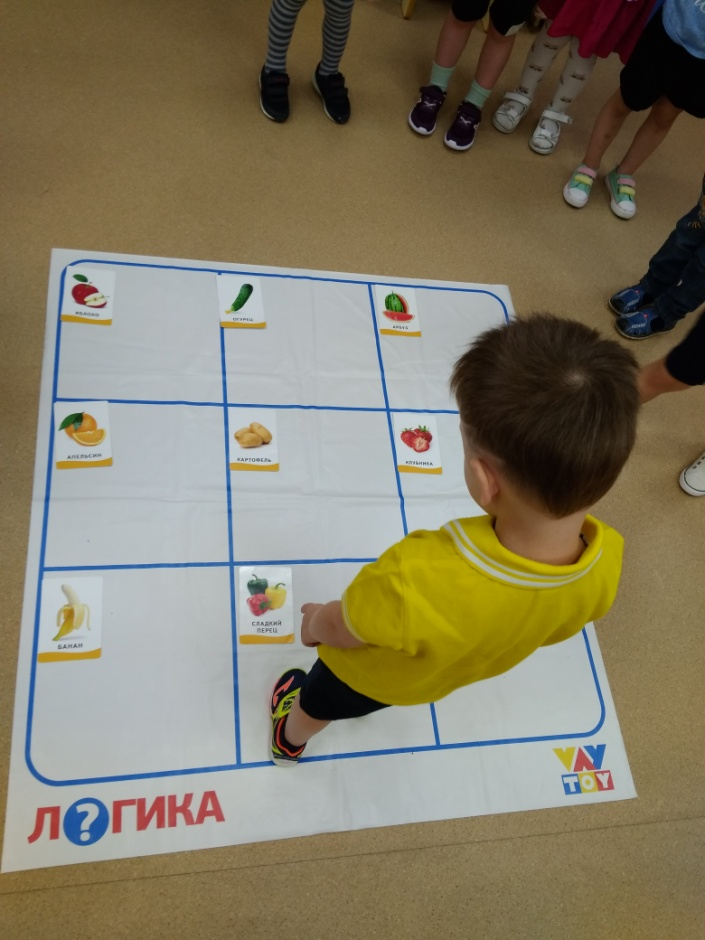 ЯБЛОКО
ОГУРЕЦ
АРБУЗ
АПЕЛЬСИН
КАРТОФЕЛЬ
КЛУБНИКА
БАНАН
СЛАДКИЙ
ПЕРЕЦ
Л?ГИКА
VAY
TOY